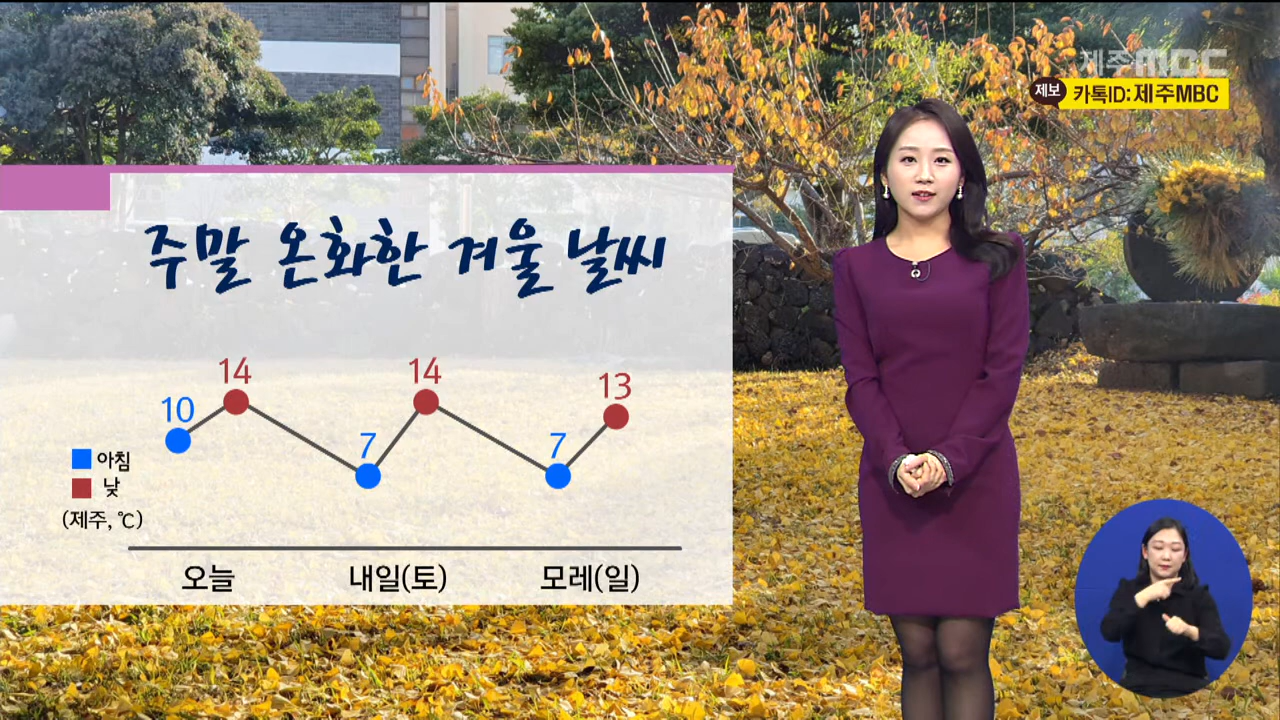 제주MBC
제보 카톡ID:제주MBC
주말 온화한 겨울 날씨
10 14 7 14 7 13
아침
낮
(제주, ℃)
오늘 내일(토) 모레(일)